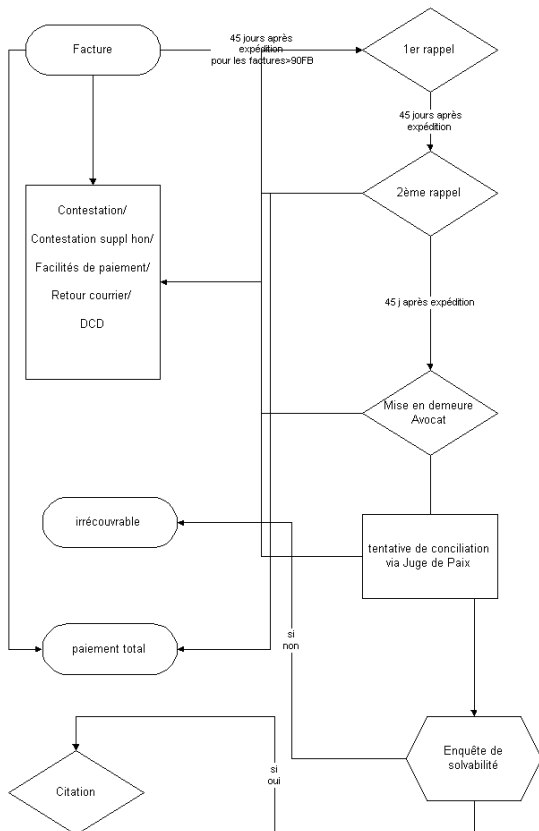 Facture
45 jours après
expédition
pour les factures>90FB
1er rappel
45 jours après
expédition
2ème rappel
Contestation/
Contestation suppl hon/
Facilités de paiement/
Retour courrier/
DCD
45 j après expédition
Mise en demeure
Avocat
irrécouvrable
tentative de conciliation
via Juge de Paix
paiement total
si
non
Enquête de
solvabilité
si
oui
Citation